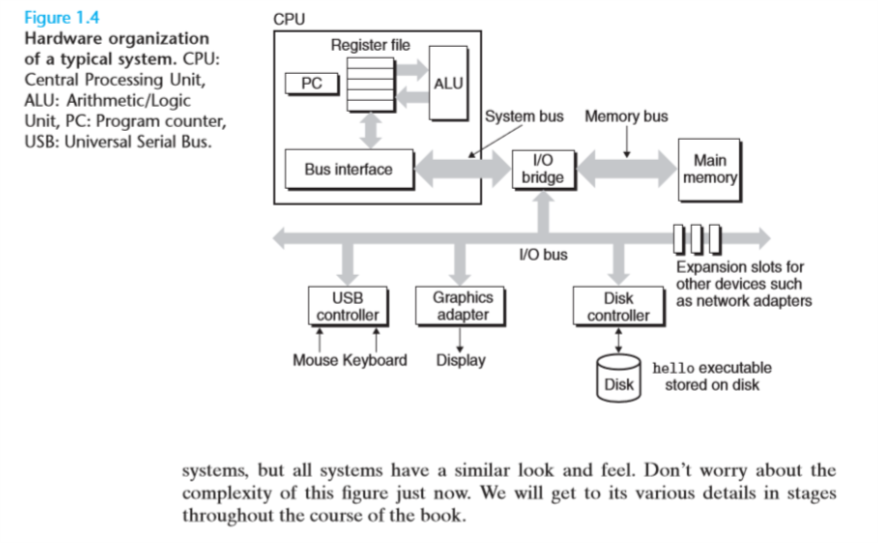 Figure 1.4
Hardware organization
of a typical system. CPU:
Central Processing Unit,
ALU: Arithmetic/Logic
Unit, PC: Program counter,
USB: Universal Serial Bus.
CPU
Register file
PC
ALU
System bus
Memory bus
Bus interface
I/O
bridge
Main
memory
I/O bus
Expansion slots for
other devices such
as network adapters
USB
controller
Graphics
adapter
Disk
controller
Mouse Keyboard
Display
Disk
hello executable
stored on disk
systems, but all systems have a similar look and feel. Don't worry about the
complexity of this figure just now. We will get to its various details in stages
throughout the course of the book.